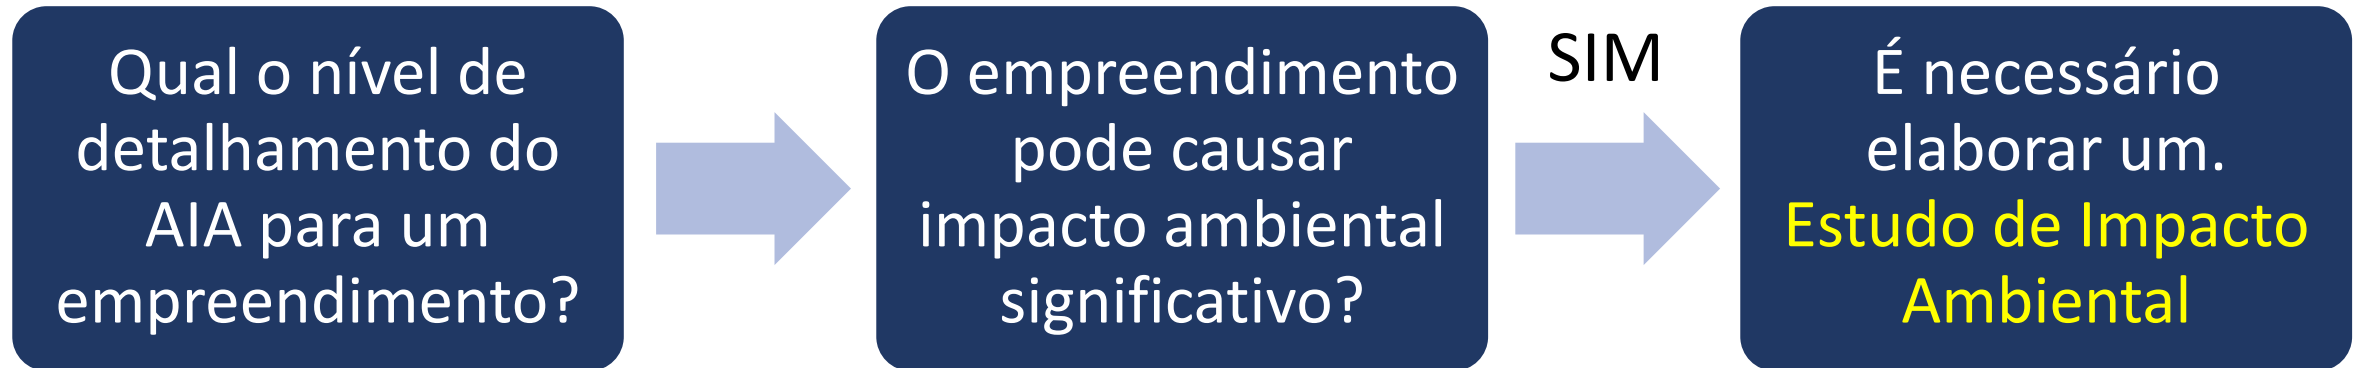 Qual o nível de
detalhamento do
AIA para um
empreendimento?
O empreendimento
pode causar
impacto ambiental
significativo?
SIM
É necessário
elaborar um.
Estudo de Impacto
Ambiental